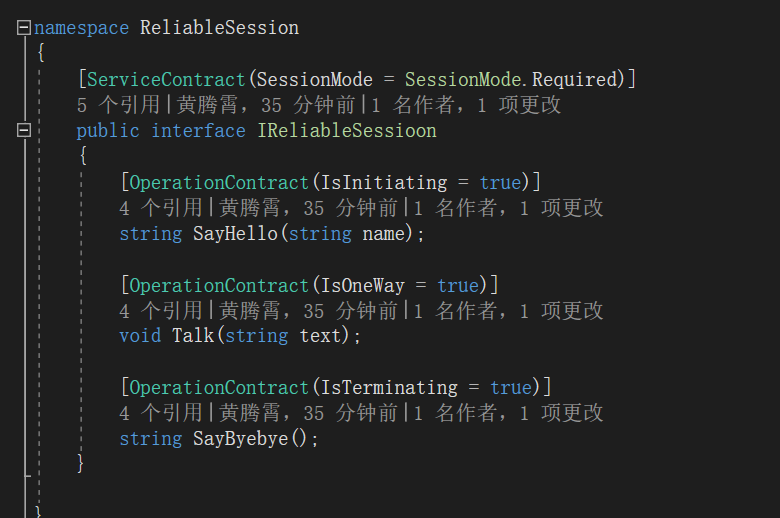 namespace ReliableSession
{
[ServiceContract(SessionMode = SessionMode.Required)]
5 个引用|黄腾霄，35 分钟前|1 名作者，1 项更改
public interface IReliableSessioon
{
[OperationContract(IsInitiating = true)]
4 个引用|黄腾霄，35 分钟前|1 名作者，1 项更改
string SayHello(string name);
[OperationContract(IsOneWay = true)]
4 个引用|黄腾霄，35 分钟前|1 名作者，1 项更改
void Talk(string text);
[OperationContract(IsTerminating = true)]
4 个引用|黄腾霄，35 分钟前|1 名作者，1 项更改
string SayByebye();
}
}